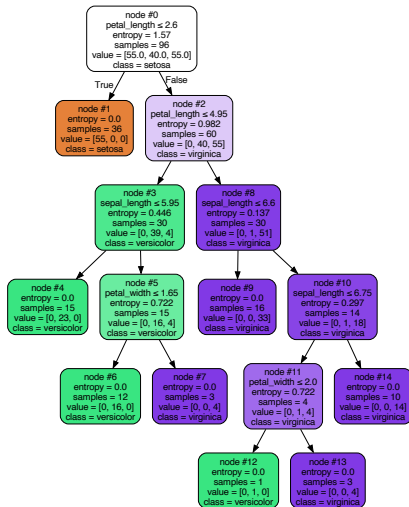 node #0
petal_length ≤ 2.6
entropy = 1.57
samples = 96
value = [55.0, 40.0, 55.0]
class = setosa
True
False
node #1
entropy = 0.0
samples = 36
value = [55, 0, 0]
class = setosa
node #2
petal_length ≤ 4.95
entropy = 0.982
samples = 60
value = [0, 40, 55]
class = virginica
node #3
sepal_length ≤ 5.95
entropy = 0.446
samples = 30
value = [0, 39, 4]
class = versicolor
node #8
sepal_length ≤ 6.6
entropy = 0.137
samples = 30
value = [0, 1, 51]
class = virginica
node #4
entropy = 0.0
samples = 15
value = [0, 23, 0]
class = versicolor
node #5
petal_width ≤ 1.65
entropy = 0.722
samples = 15
value = [0, 16, 4]
class = versicolor
node #9
entropy = 0.0
samples = 16
value = [0, 0, 33]
class = virginica
node #10
sepal_length ≤ 6.75
entropy = 0.297
samples = 14
value = [0, 1, 18]
class = virginica
node #6
entropy = 0.0
samples = 12
value = [0, 16, 0]
class = versicolor
node #7
entropy = 0.0
samples = 3
value = [0, 0, 4]
class = virginica
node #11
petal_width ≤ 2.0
entropy = 0.722
samples = 4
value = [0, 1, 4]
class = virginica
node #14
entropy = 0.0
samples = 10
value = [0, 0, 14]
class = virginica
node #12
entropy = 0.0
samples = 1
value = [0, 1, 0]
class = versicolor
node #13
entropy = 0.0
samples = 3
value = [0, 0, 4]
class = virginica